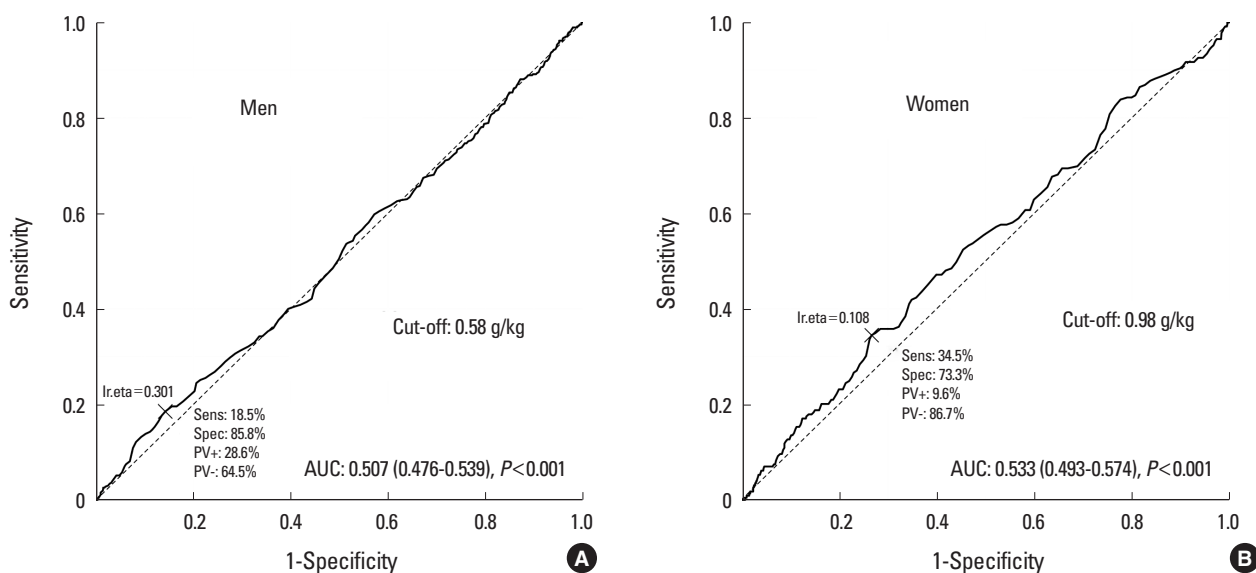 1.0
0.8
0.6
0.4
0.2
0
Sensitivity
Men
Cut-off: 0.58 g/kg
lr.eta=0.301
Sens: 18.5%
Spec: 85.8%
PV+: 28.6%
PV-: 64.5%
AUC: 0.507 (0.476-0.539), P<0.001
0.2 0.4 0.6 0.8 1.0
1-Specificity
A
1.0
0.8
0.6
0.4
0.2
0
Sensitivity
Women
Cut-off: 0.98 g/kg
lr.eta=0.108
Sens: 34.5%
Spec: 73.3%
PV+: 9.6%
PV-: 86.7%
AUC: 0.533 (0.493-0.574), P<0.001
0.2 0.4 0.6 0.8 1.0
1-Specificity
B